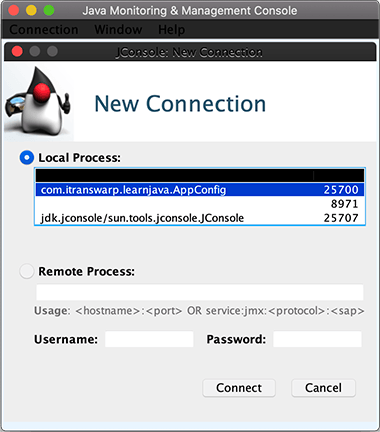 Java Monitoring & Management Console
Connection Window Help
JConsole: New Connection
New Connection
Local Process:
com.itranswarp.learnjava.AppConfig 25700
8971
jdk.jconsole/sun.tools.jconsole.JConsole 25707
Remote Process:
Usage: <hostname>:<port> OR service:jmx:<protocol>:<sap>
Username: Password:
Connect Cancel